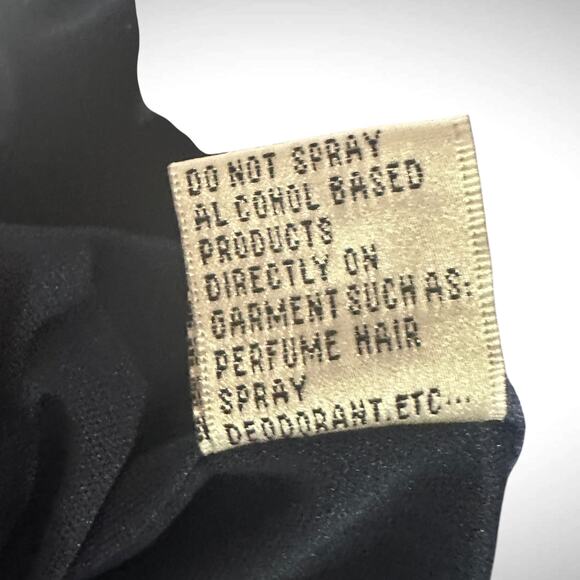 DO NOT SPRAY
ALCOHOL BASED
PRODUCTS
DIRECTLY ON
GARMENT SUCH AS:
PERFUME HAIR
SPRAY
DEODORANT.ETC...